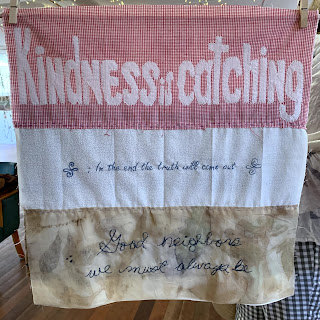 Kindness is catching
: In the end the truth will come out
Good neighbors
we must always be